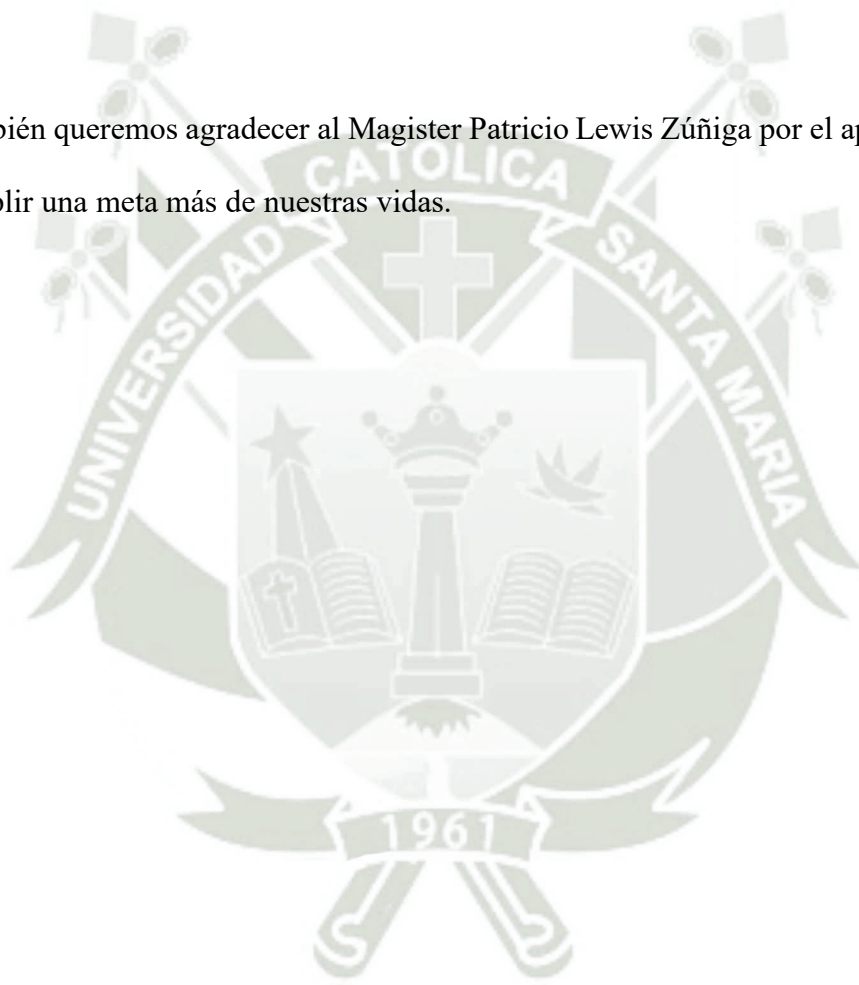 bién queremos agradecer al Magister Patricio Lewis Zúñiga por el ap
plir una meta más de nuestras vidas.
UNIVERSIDAD CATOLICA SANTA MARIA
1961